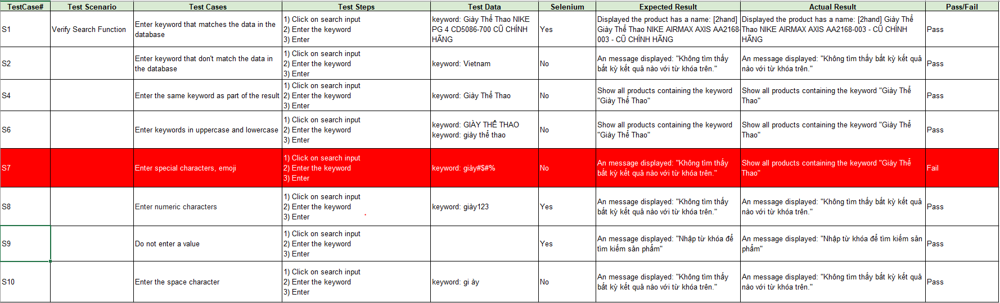 TestCase# Test Scenario Test Cases Test Steps Test Data Selenium Expected Result Actual Result Pass/Fail
S1
Verify Search Function
Enter keyword that matches the data in the
database
1) Click on search input
2) Enter the keyword
3) Enter
keyword: Giày Thể Thao NIKE
PG 4 CD5086-700 CŨ CHÍNH
HÃNG
Yes
Displayed the product has a name: [2hand]
Giày Thể Thao NIKE AIRMAX AXIS AA2168-
003 - CŨ CHÍNH HÃNG
Displayed the product has a name: [2hand] Giày Thể
Thao NIKE AIRMAX AXIS AA2168-003 - CŨ CHÍNH
HÃNG
Pass
S2
Enter keyword that don't match the data in
the database
1) Click on search input
2) Enter the keyword
3) Enter
keyword: Vietnam
No
An message displayed: "Không tìm thấy
bất kỳ kết quả nào với từ khóa trên."
An message displayed: "Không tìm thấy bất kỳ kết quả
nào với từ khóa trên."
Pass
S4
Enter the same keyword as part of the result
1) Click on search input
2) Enter the keyword
3) Enter
keyword: Giày Thể Thao
No
Show all products containing the keyword
"Giày Thể Thao"
Show all products containing the keyword "Giày Thể
Thao"
Pass
S6
Enter keywords in uppercase and lowercase
1) Click on search input
2) Enter the keyword
3) Enter
keyword: GIÀY THỂ THAO
keyword: giày thể thao
No
Show all products containing the keyword
"Giày Thể Thao"
Show all products containing the keyword "Giày Thể
Thao"
Pass
S7
Enter special characters, emoji
1) Click on search input
2) Enter the keyword
3) Enter
keyword: giày#$#%
No
An message displayed: "Không tìm thấy
bất kỳ kết quả nào với từ khóa trên."
Show all products containing the keyword "Giày Thể
Thao"
Fail
S8
Enter numeric characters
1) Click on search input
2) Enter the keyword
3) Enter
keyword: giày123
Yes
An message displayed: "Không tìm thấy
bất kỳ kết quả nào với từ khóa trên."
An message displayed: "Không tìm thấy bất kỳ kết quả
nào với từ khóa trên."
Pass
S9
Do not enter a value
1) Click on search input
2) Enter the keyword
3) Enter
Yes
An message displayed: "Nhập từ khóa để
tìm kiếm sản phẩm"
An message displayed: "Nhập từ khóa để tìm kiếm sản
phẩm"
Pass
S10
Enter the space character
1) Click on search input
2) Enter the keyword
3) Enter
keyword: gi ày
No
An message displayed: "Không tìm thấy
bất kỳ kết quả nào với từ khóa trên."
An message displayed: "Không tìm thấy bất kỳ kết quả
nào với từ khóa trên."
Pass